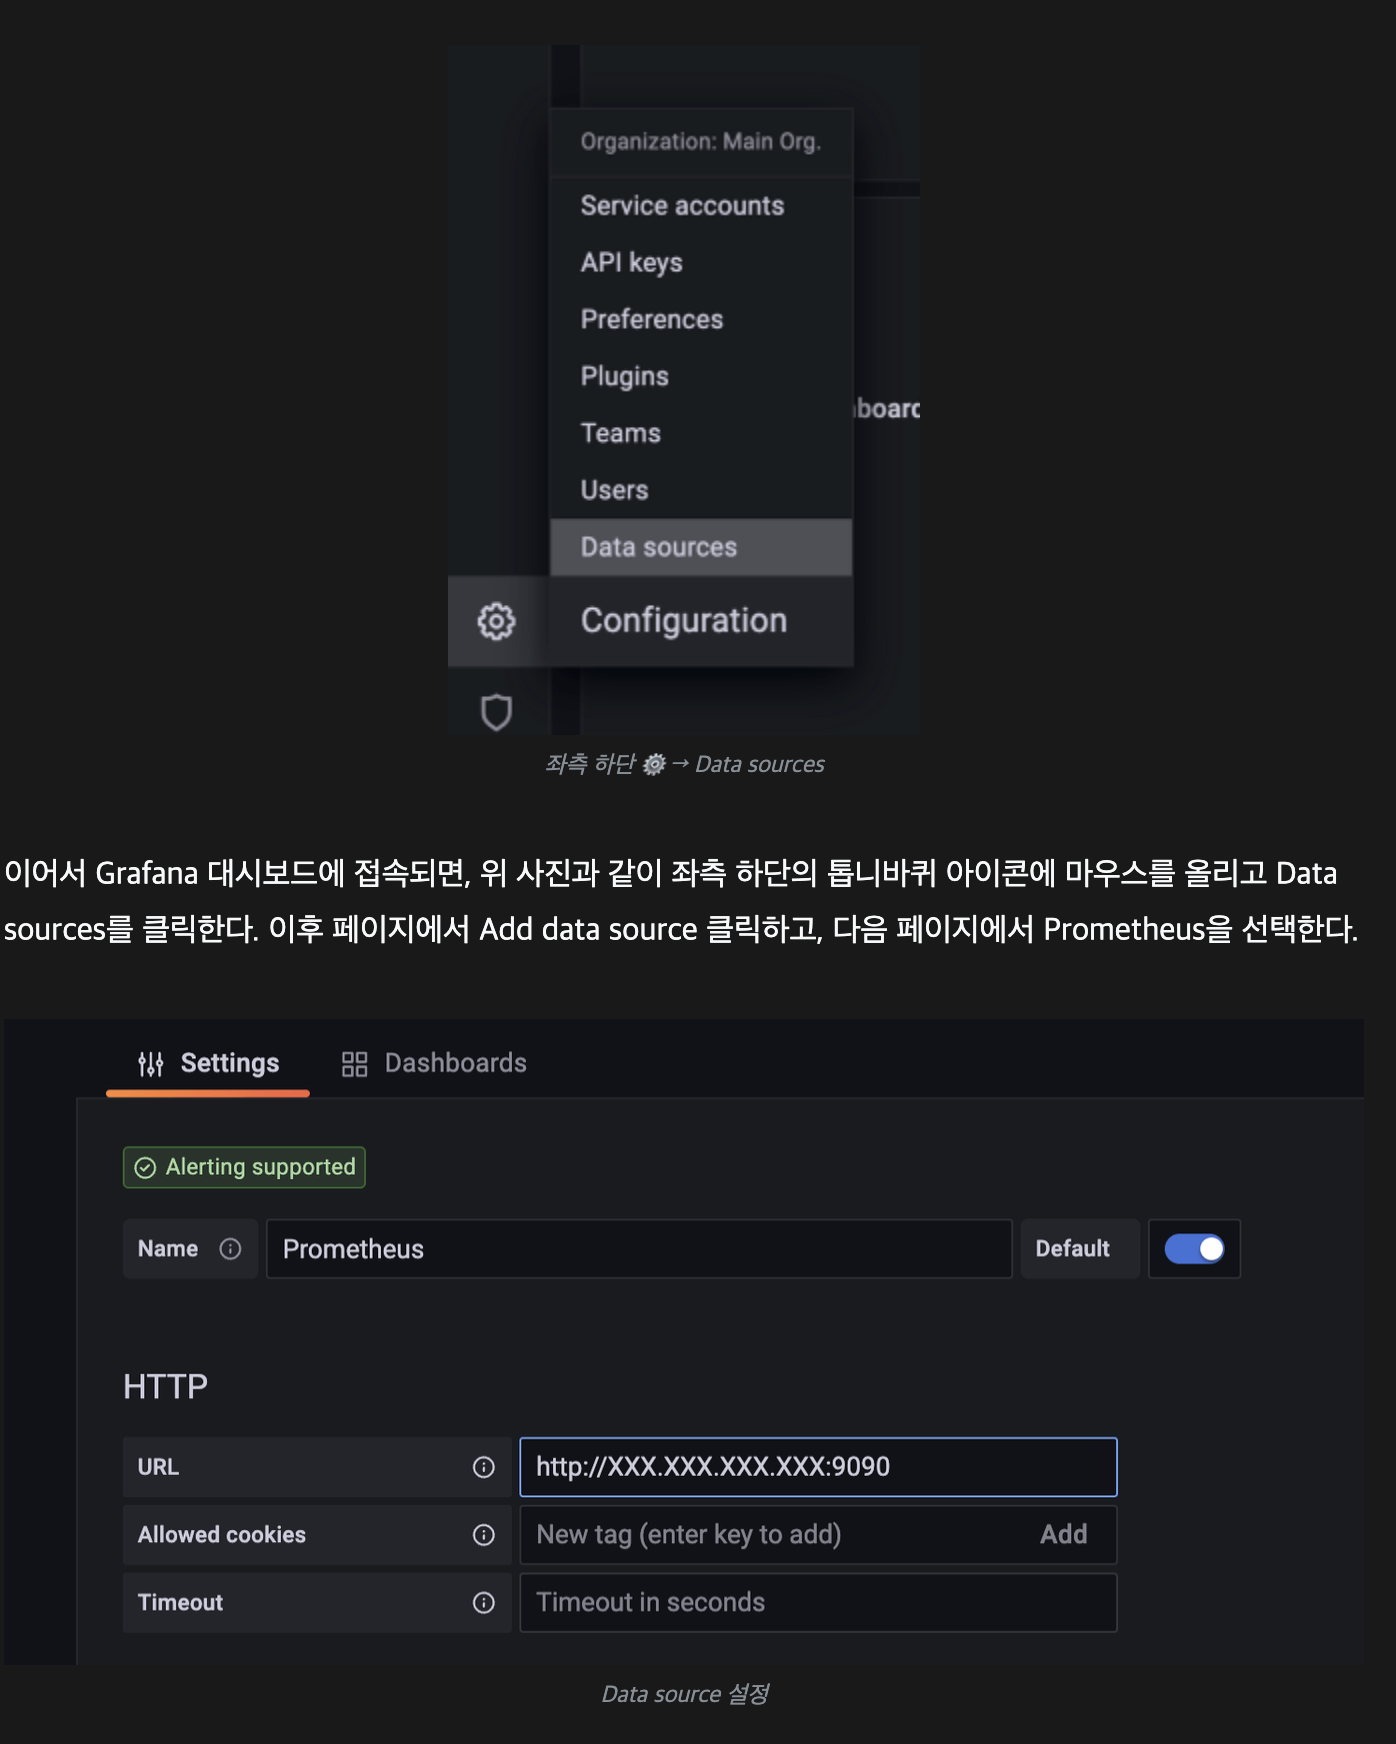 Organization: Main Org.
Service accounts
API keys
Preferences
Plugins
Teams
Users
Data sources
Configuration
좌측 하단 ⚙️ → Data sources
이어서 Grafana 대시보드에 접속되면, 위 사진과 같이 좌측 하단의 톱니바퀴 아이콘에 마우스를 올리고 Data
sources를 클릭한다. 이후 페이지에서 Add data source 클릭하고, 다음 페이지에서 Prometheus을 선택한다.
Settings Dashboards
Alerting supported
Name Prometheus Default
HTTP
URL http://XXX.XXX.XXX.XXX:9090
Allowed cookies New tag (enter key to add) Add
Timeout Timeout in seconds
Data source 설정